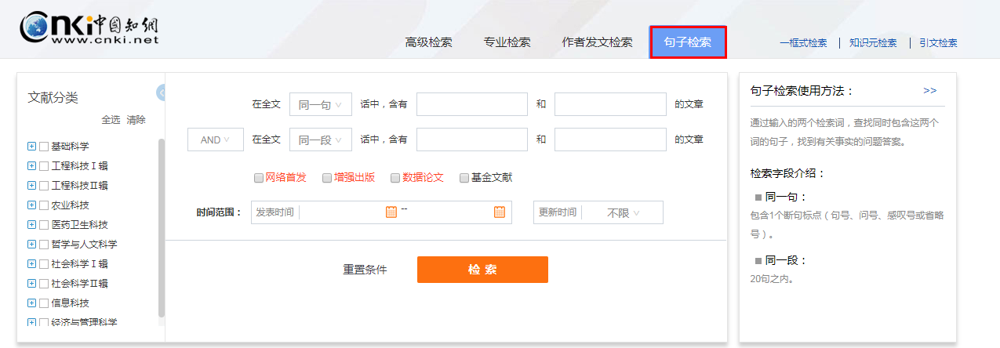 Cnki中国知網
www.cnki.net
高级检索 专业检索 作者发文检索 句子检索 一框式检索 知识元检索 引文检索
文献分类
全选 清除
基础科学
工程科技Ⅰ辑
工程科技Ⅱ辑
农业科技
医药卫生科技
哲学与人文科学
社会科学Ⅰ辑
社会科学Ⅱ辑
信息科技
经济与管理科学
在全文 同一句 话中，含有 和 的文章
AND 在全文 同一段 话中，含有 和 的文章
网络首发 增强出版 数据论文 基金文献
时间范围： 发表时间 -- 更新时间 不限
重置条件 检索
句子检索使用方法： >>
通过输入的两个检索词，查找同时包含这两个
词的句子，找到有关事实的问题答案。
检索字段介绍：
同一句：
包含1个断句标点（句号、问号、感叹号或省略
号）。
同一段：
20句之内。